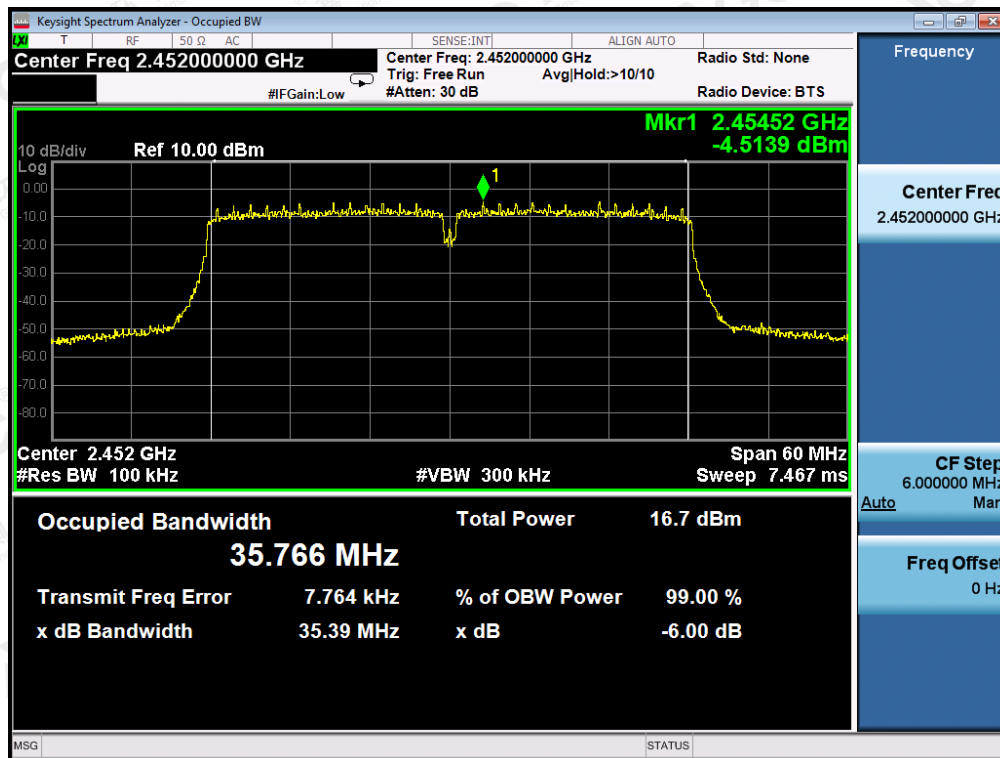 Keysight Spectrum Analyzer - Occupied BW
LXI T RF 50 Ω AC SENSE:INT ALIGN AUTO
Center Freq 2.452000000 GHz
Center Freq: 2.452000000 GHz Radio Std: None
Trig: Free Run Avg|Hold:>10/10
#IFGain:Low #Atten: 30 dB Radio Device: BTS
Mkr1 2.45452 GHz
-4.5139 dBm
10 dB/div Ref 10.00 dBm
Log
1
0.00
-10.0
-20.0
-30.0
-40.0
-50.0
-60.0
-70.0
-80.0
Center 2.452 GHz Span 60 MHz
#Res BW 100 kHz #VBW 300 kHz Sweep 7.467 ms
Occupied Bandwidth Total Power 16.7 dBm
35.766 MHz
Transmit Freq Error 7.764 kHz % of OBW Power 99.00 %
x dB Bandwidth 35.39 MHz x dB -6.00 dB
Frequency
Center Freq
2.452000000 GHz
CF Step
6.000000 MHz
Auto Man
Freq Offset
0 Hz
MSG STATUS